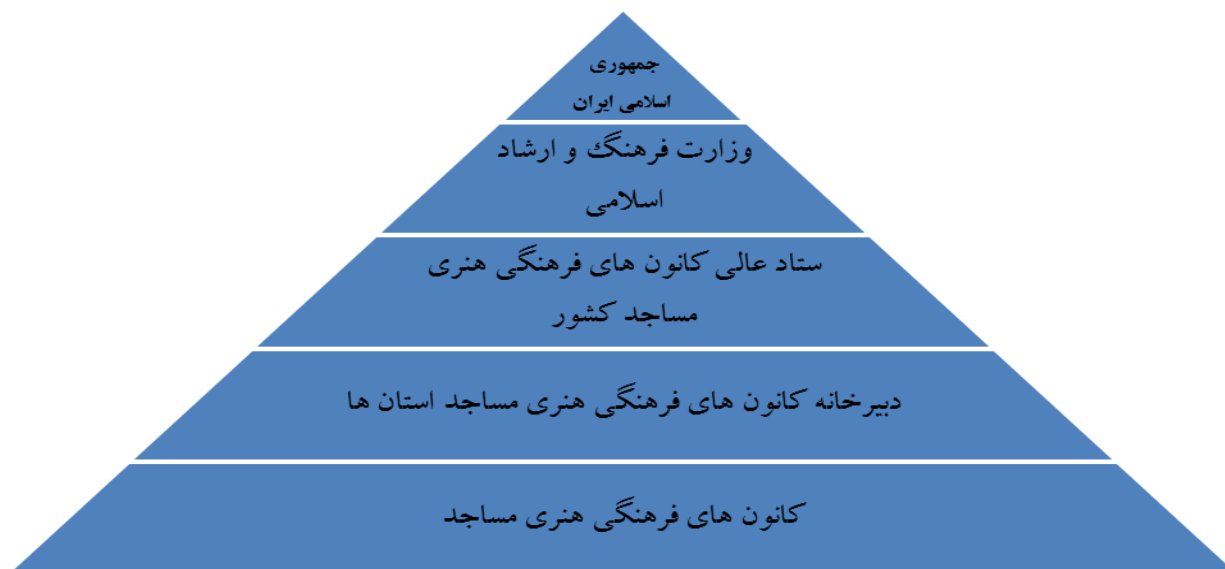 جمهوری
اسلامی ایران
وزارت فرهنگ و ارشاد
اسلامی
ستاد عالی کانون های فرهنگی هنری
مساجد کشور
دبیرخانه کانون های فرهنگی هنری مساجد استان ها
کانون های فرهنگی هنری مساجد